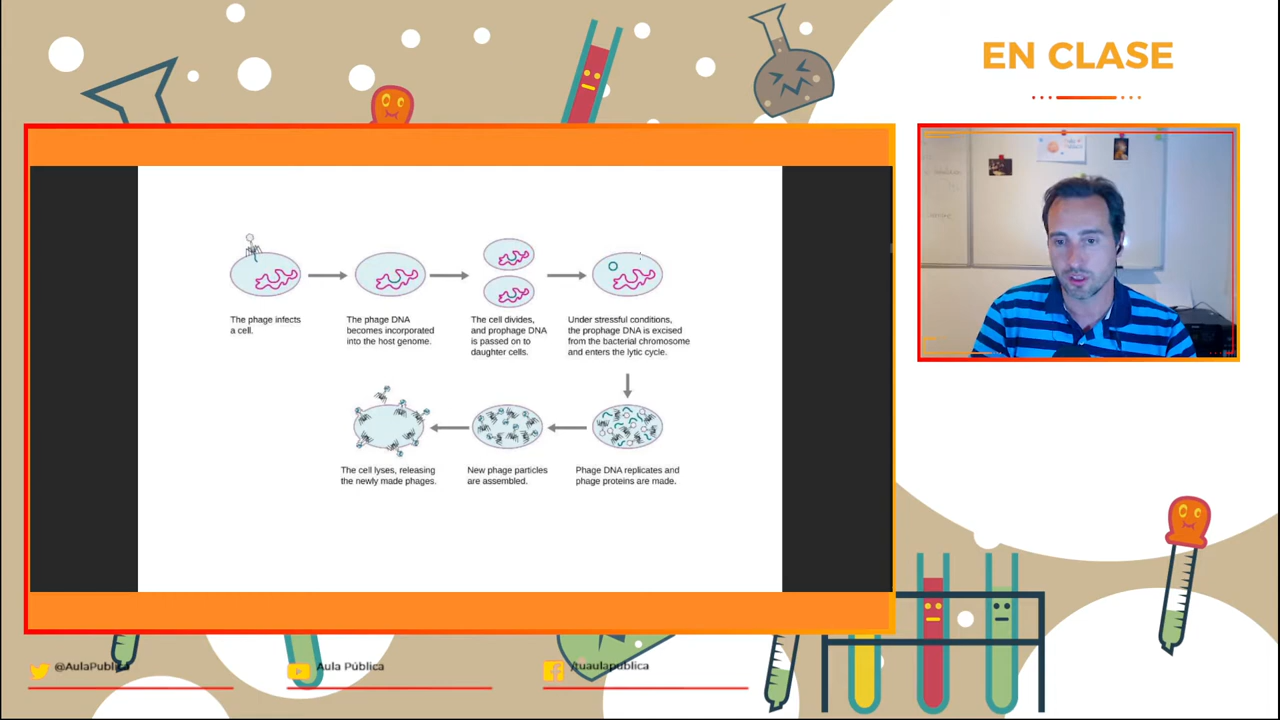 EN CLASE
The phage infects
a cell.
The phage DNA
becomes incorporated
into the host genome.
The cell divides,
and prophage DNA
is passed on to
daughter cells.
Under stressful conditions,
the prophage DNA is excised
from the bacterial chromosome
and enters the lytic cycle.
The cell lyses, releasing
the newly made phages.
New phage particles
are assembled.
Phage DNA replicates and
phage proteins are made.
@AulaPublica
Aula Pública
/tuaulapublica